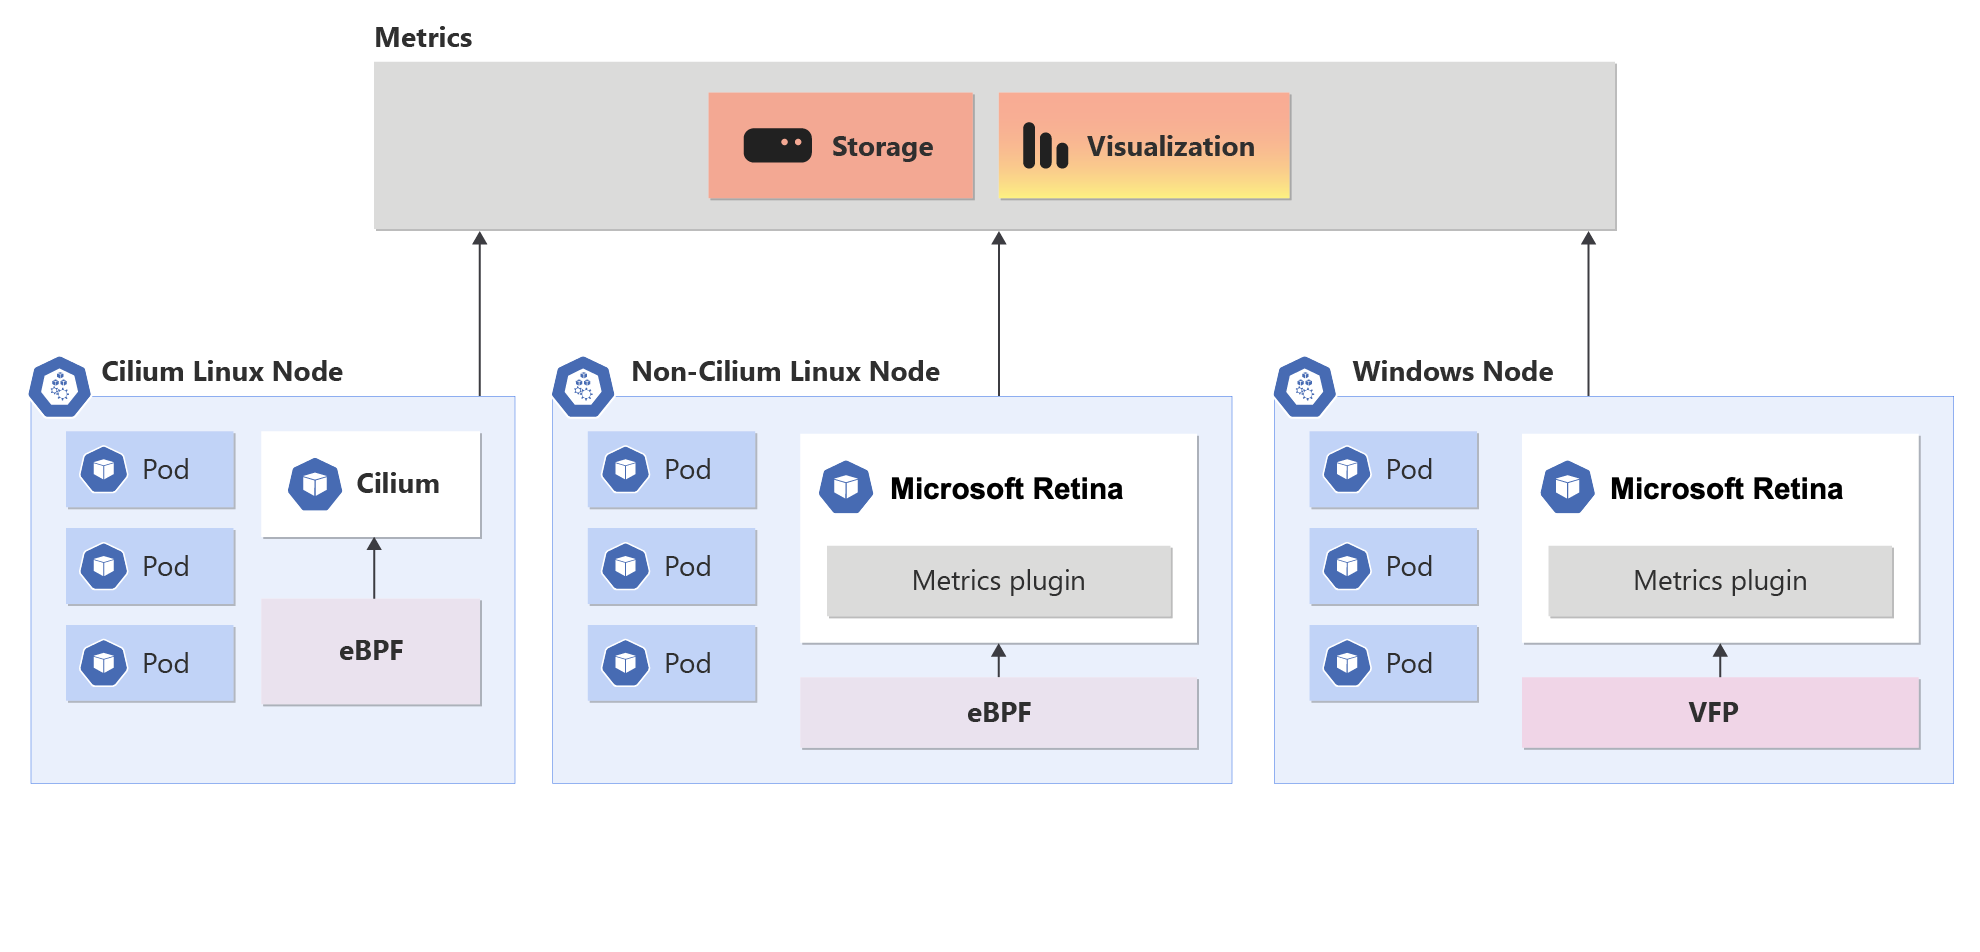 Metrics
Storage
Visualization
Cilium Linux Node
Pod
Pod
Pod
Cilium
eBPF
Non-Cilium Linux Node
Pod
Pod
Pod
Microsoft Retina
Metrics plugin
eBPF
Windows Node
Pod
Pod
Pod
Microsoft Retina
Metrics plugin
VFP